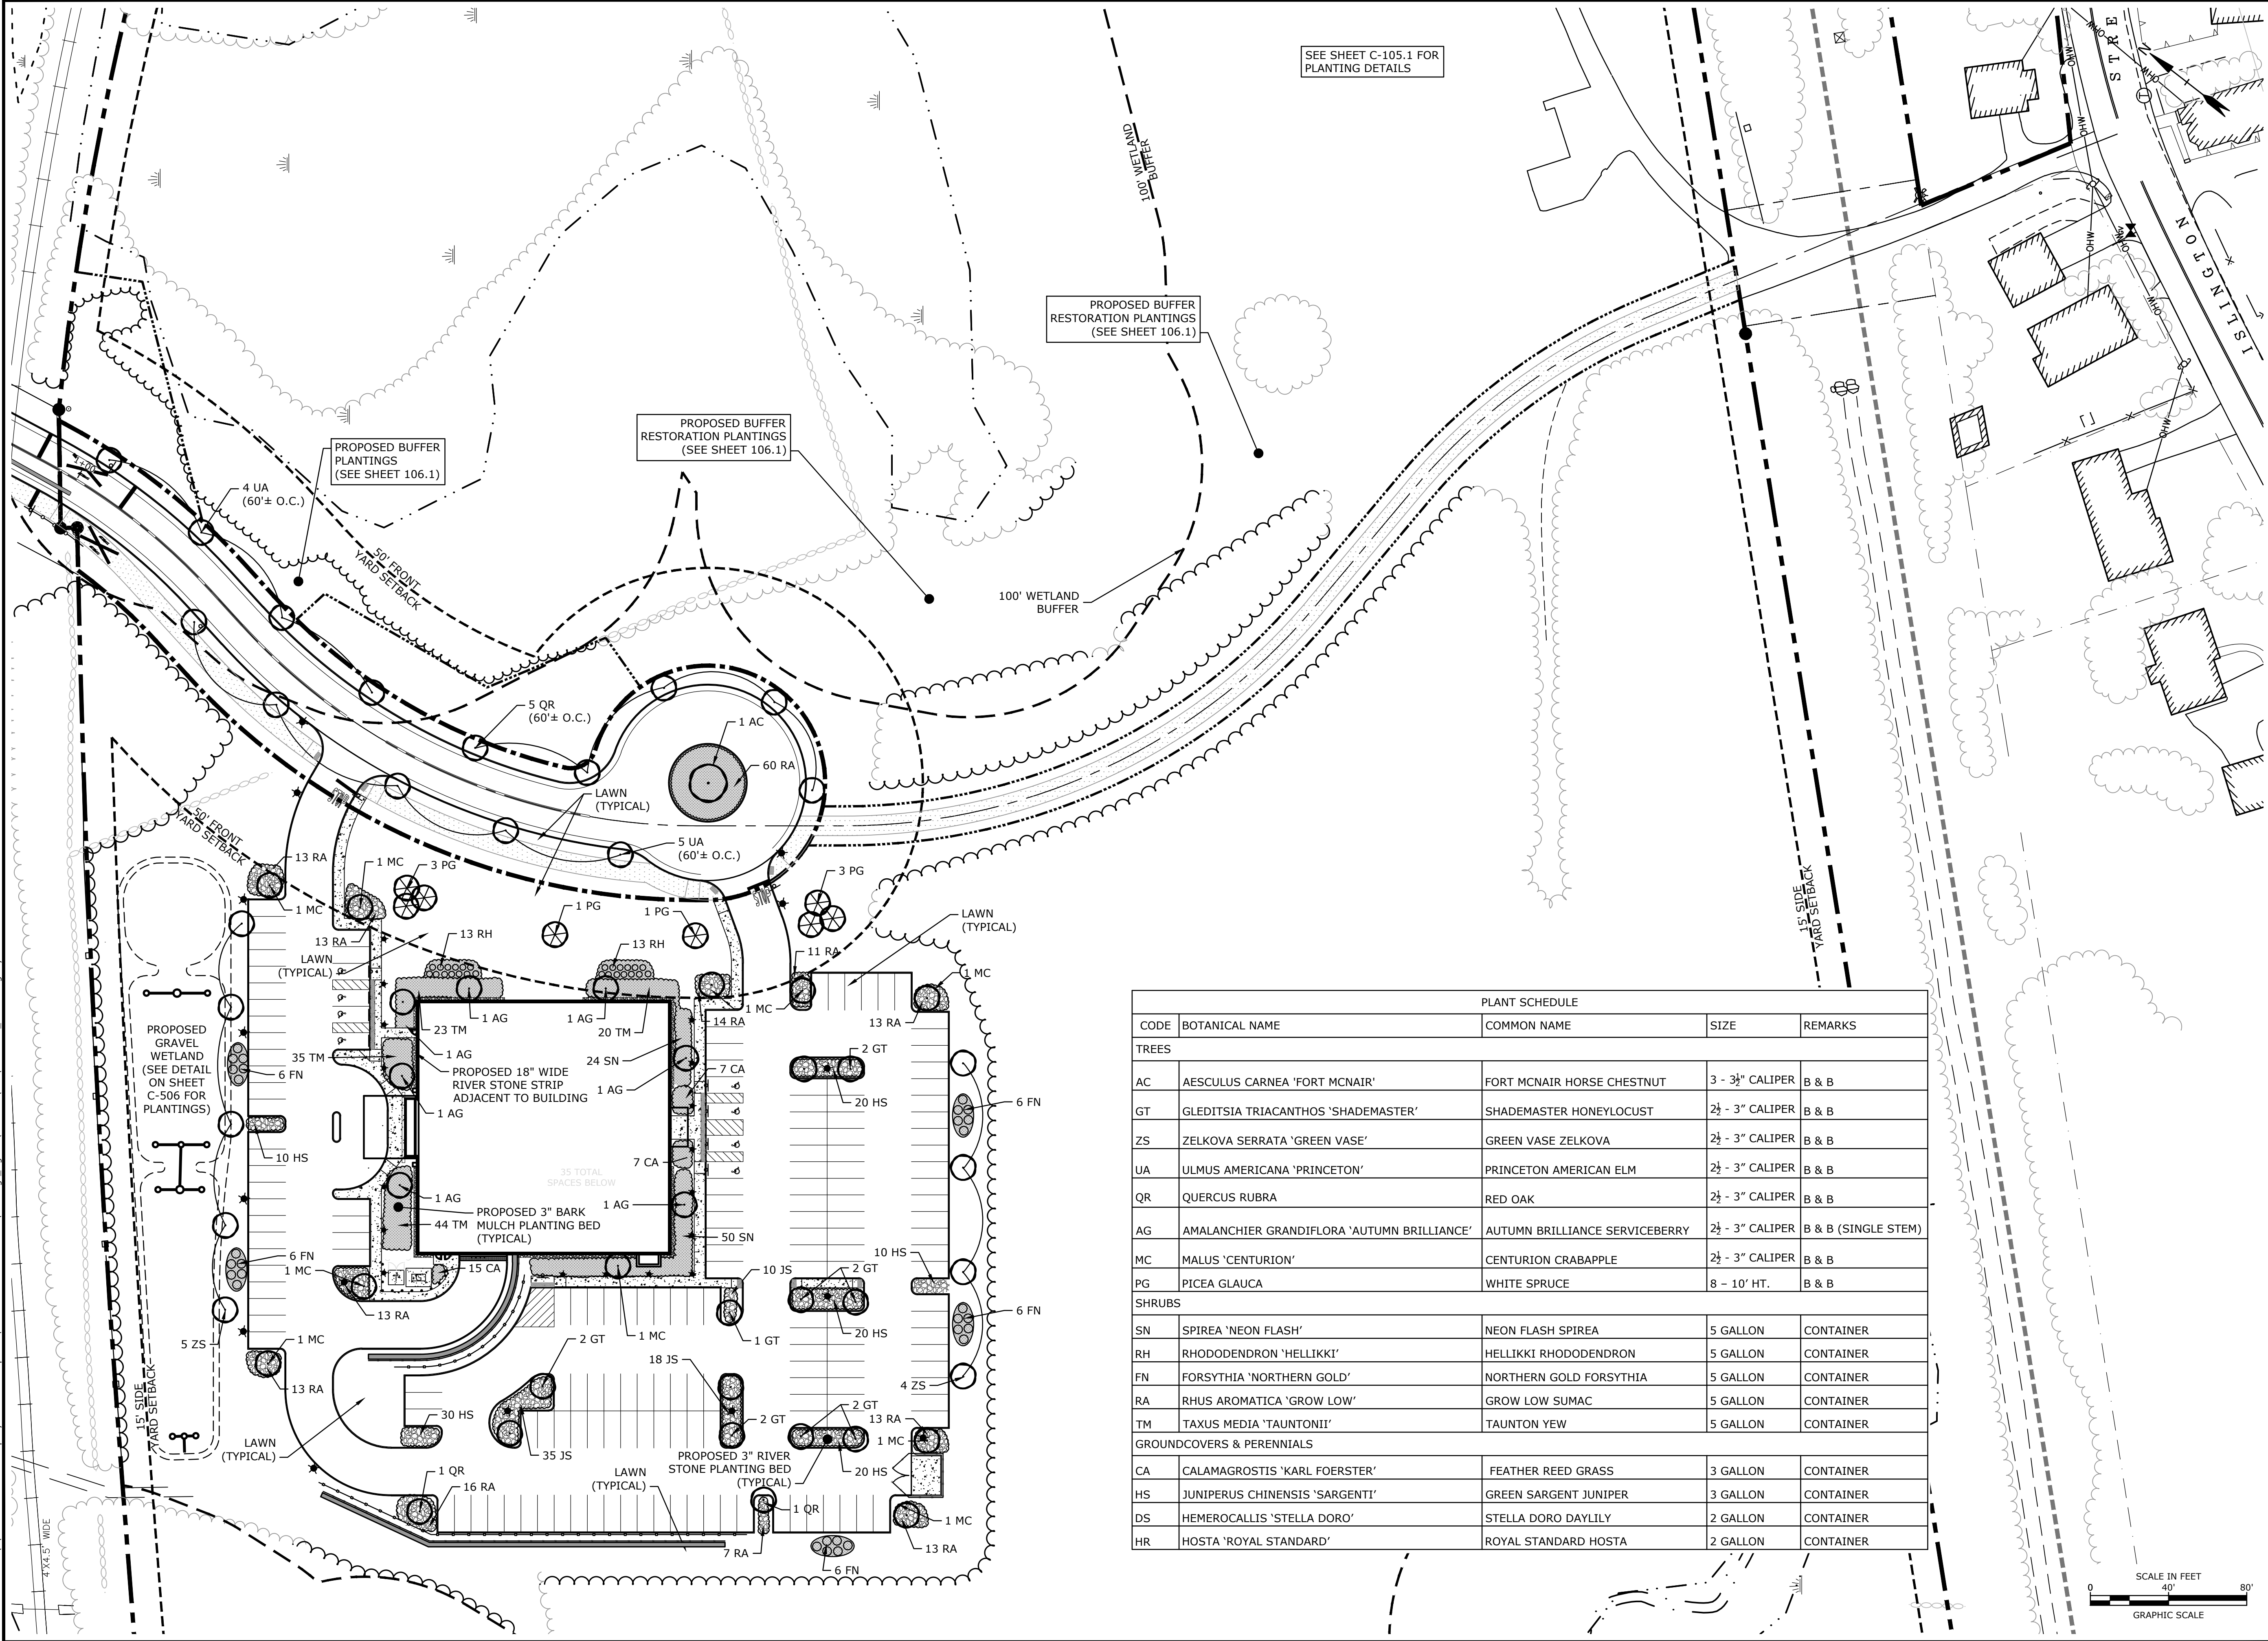 SEE SHEET C-105.1 FOR
PLANTING DETAILS
STRE
N
ISLINGTON
OHW
OHW
OHW
OHW
OHW
OHW
OHW
OHW
100' WETLAND
BUFFER
PROPOSED BUFFER
RESTORATION PLANTINGS
(SEE SHEET 106.1)
PROPOSED BUFFER
RESTORATION PLANTINGS
(SEE SHEET 106.1)
PROPOSED BUFFER
PLANTINGS
(SEE SHEET 106.1)
1+00
4 UA
(60'± O.C.)
50' FRONT
YARD SETBACK
100' WETLAND
BUFFER
5 QR
(60'± O.C.)
1 AC
60 RA
LAWN
(TYPICAL)
5 UA
(60'± O.C.)
STOP
STOP
50' FRONT
YARD SETBACK
13 RA
1 MC
3 PG
3 PG
1 MC
1 PG
1 PG
LAWN
(TYPICAL)
13 RA
13 RH
13 RH
11 RA
LAWN
(TYPICAL)
1 MC
1 MC
14 RA
13 RA
23 TM
1 AG
1 AG
20 TM
PROPOSED
GRAVEL
WETLAND
(SEE DETAIL
ON SHEET
C-506 FOR
PLANTINGS)
35 TM
1 AG
24 SN
2 GT
6 FN
PROPOSED 18" WIDE
RIVER STONE STRIP
ADJACENT TO BUILDING
7 CA
1 AG
20 HS
6 FN
1 AG
10 HS
7 CA
35 TOTAL
SPACES BELOW
1 AG
1 AG
PROPOSED 3" BARK
MULCH PLANTING BED
(TYPICAL)
44 TM
50 SN
6 FN
1 MC
15 CA
10 JS
2 GT
10 HS
13 RA
6 FN
5 ZS
1 MC
2 GT
1 MC
1 GT
20 HS
18 JS
13 RA
4 ZS
15' SIDE
YARD SETBACK
30 HS
2 GT
2 GT
13 RA
LAWN
(TYPICAL)
35 JS
1 MC
PROPOSED 3" RIVER
STONE PLANTING BED
(TYPICAL)
20 HS
1 QR
16 RA
LAWN
(TYPICAL)
1 QR
1 MC
7 RA
13 RA
6 FN
4'X4.5' WIDE
15' SIDE
YARD SETBACK
PLANT SCHEDULE
CODE BOTANICAL NAME COMMON NAME SIZE REMARKS
TREES
AC AESCULUS CARNEA 'FORT MCNAIR' FORT MCNAIR HORSE CHESTNUT 3 - 3½" CALIPER B & B
GT GLEDITSIA TRIACANTHOS ‘SHADEMASTER’ SHADEMASTER HONEYLOCUST 2½ - 3” CALIPER B & B
ZS ZELKOVA SERRATA ‘GREEN VASE’ GREEN VASE ZELKOVA 2½ - 3” CALIPER B & B
UA ULMUS AMERICANA ‘PRINCETON’ PRINCETON AMERICAN ELM 2½ - 3” CALIPER B & B
QR QUERCUS RUBRA RED OAK 2½ - 3” CALIPER B & B
AG AMALANCHIER GRANDIFLORA ‘AUTUMN BRILLIANCE’ AUTUMN BRILLIANCE SERVICEBERRY 2½ - 3” CALIPER B & B (SINGLE STEM)
MC MALUS ‘CENTURION’ CENTURION CRABAPPLE 2½ - 3” CALIPER B & B
PG PICEA GLAUCA WHITE SPRUCE 8 – 10’ HT. B & B
SHRUBS
SN SPIREA ‘NEON FLASH’ NEON FLASH SPIREA 5 GALLON CONTAINER
RH RHODODENDRON ‘HELLIKKI’ HELLIKKI RHODODENDRON 5 GALLON CONTAINER
FN FORSYTHIA ‘NORTHERN GOLD’ NORTHERN GOLD FORSYTHIA 5 GALLON CONTAINER
RA RHUS AROMATICA ‘GROW LOW’ GROW LOW SUMAC 5 GALLON CONTAINER
TM TAXUS MEDIA ‘TAUNTONII’ TAUNTON YEW 5 GALLON CONTAINER
GROUNDCOVERS & PERENNIALS
CA CALAMAGROSTIS ‘KARL FOERSTER’ FEATHER REED GRASS 3 GALLON CONTAINER
HS JUNIPERUS CHINENSIS ‘SARGENTI’ GREEN SARGENT JUNIPER 3 GALLON CONTAINER
DS HEMEROCALLIS ‘STELLA DORO’ STELLA DORO DAYLILY 2 GALLON CONTAINER
HR HOSTA ‘ROYAL STANDARD’ ROYAL STANDARD HOSTA 2 GALLON CONTAINER
SCALE IN FEET
0 40' 80'
GRAPHIC SCALE